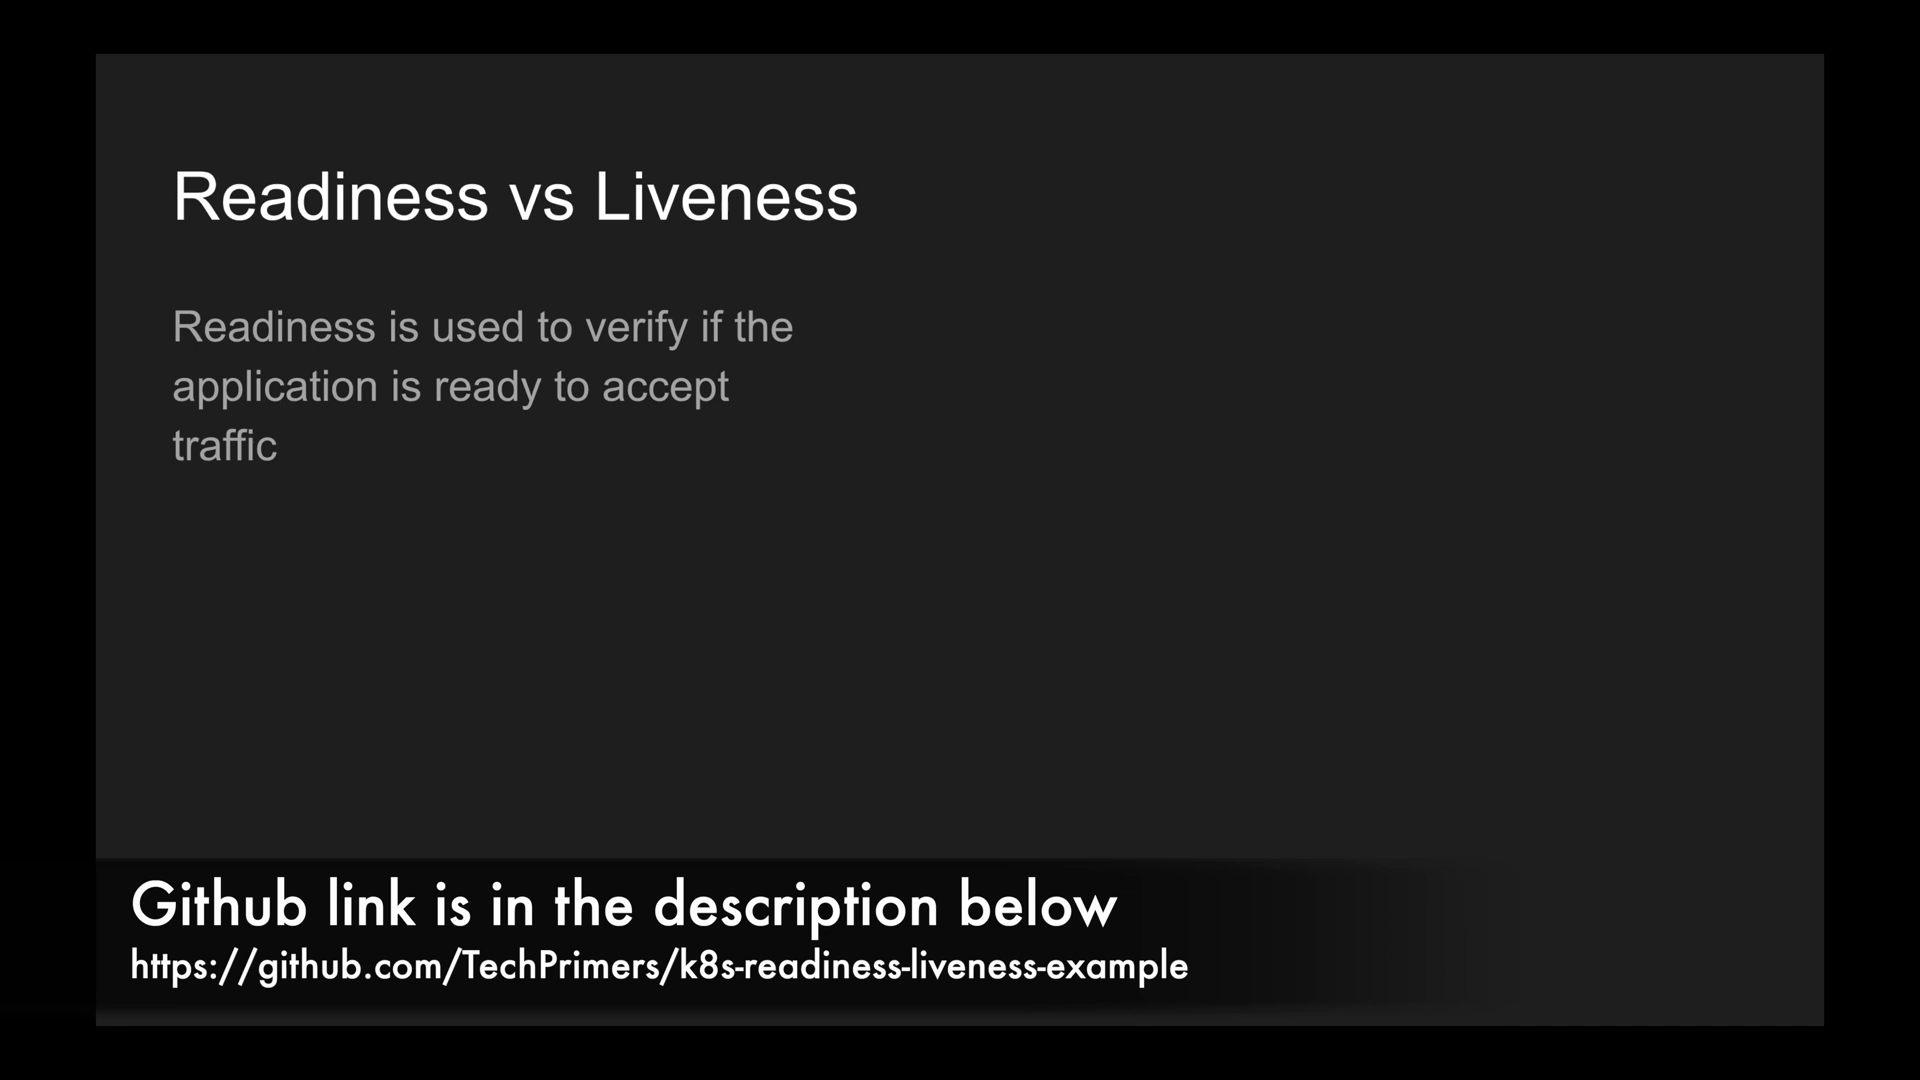 Readiness vs Liveness
Readiness is used to verify if the
application is ready to accept
traffic
Github link is in the description below
https://github.com/TechPrimers/k8s-readiness-liveness-example